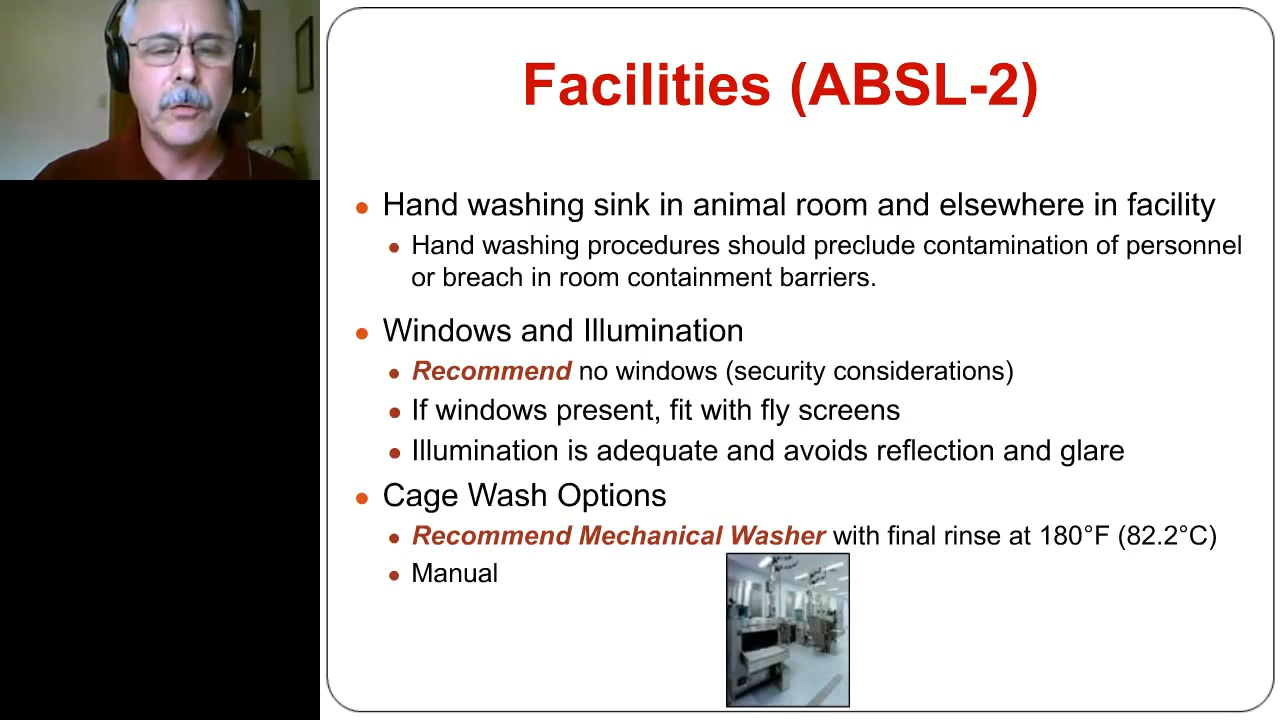 Facilities (ABSL-2)
Hand washing sink in animal room and elsewhere in facility
Hand washing procedures should preclude contamination of personnel
or breach in room containment barriers.
Windows and Illumination
Recommend no windows (security considerations)
If windows present, fit with fly screens
Illumination is adequate and avoids reflection and glare
Cage Wash Options
Recommend Mechanical Washer with final rinse at 180°F (82.2°C)
Manual